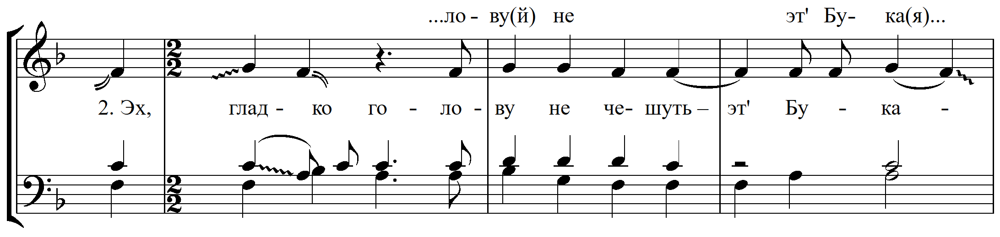 ...ло - ву(й) не эт' Бу- ка(я)...
2. Эх, глад - ко го - ло - ву не че- шуть – эт' Бу - ка -